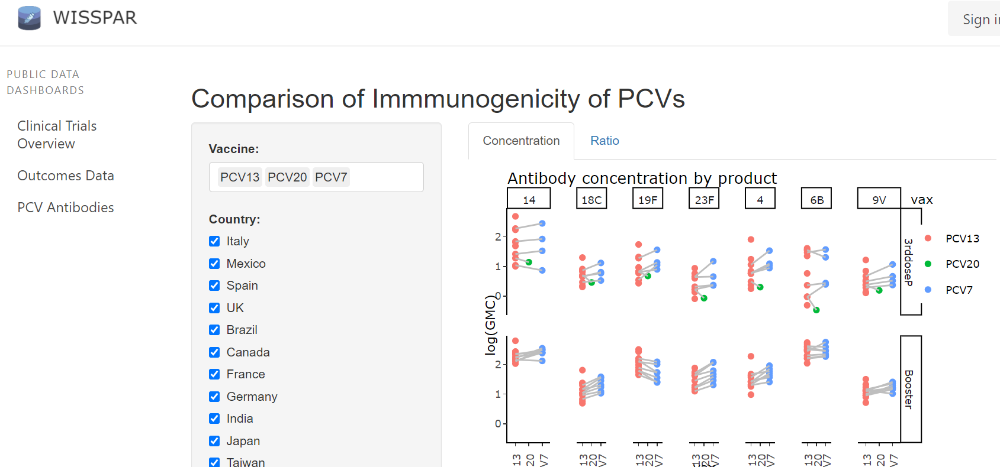 WISSPAR
Sign i
PUBLIC DATA
DASHBOARDS
Clinical Trials
Overview
Outcomes Data
PCV Antibodies
Comparison of Immmunogenicity of PCVs
Vaccine:
PCV13 PCV20 PCV7
Country:
Italy
Mexico
Spain
UK
Brazil
Canada
France
Germany
India
Japan
Taiwan
Concentration Ratio
Antibody concentration by product
14 18C 19F 23F 4 6B 9V
vax
PCV13
PCV20
PCV7
3rddoseP
Booster
log(GMC)
2
1
0
2
1
0
13 20 V7 13 20 V7 13 20 V7 13 20 V7 13 20 V7 13 20 V7 13 20 V7